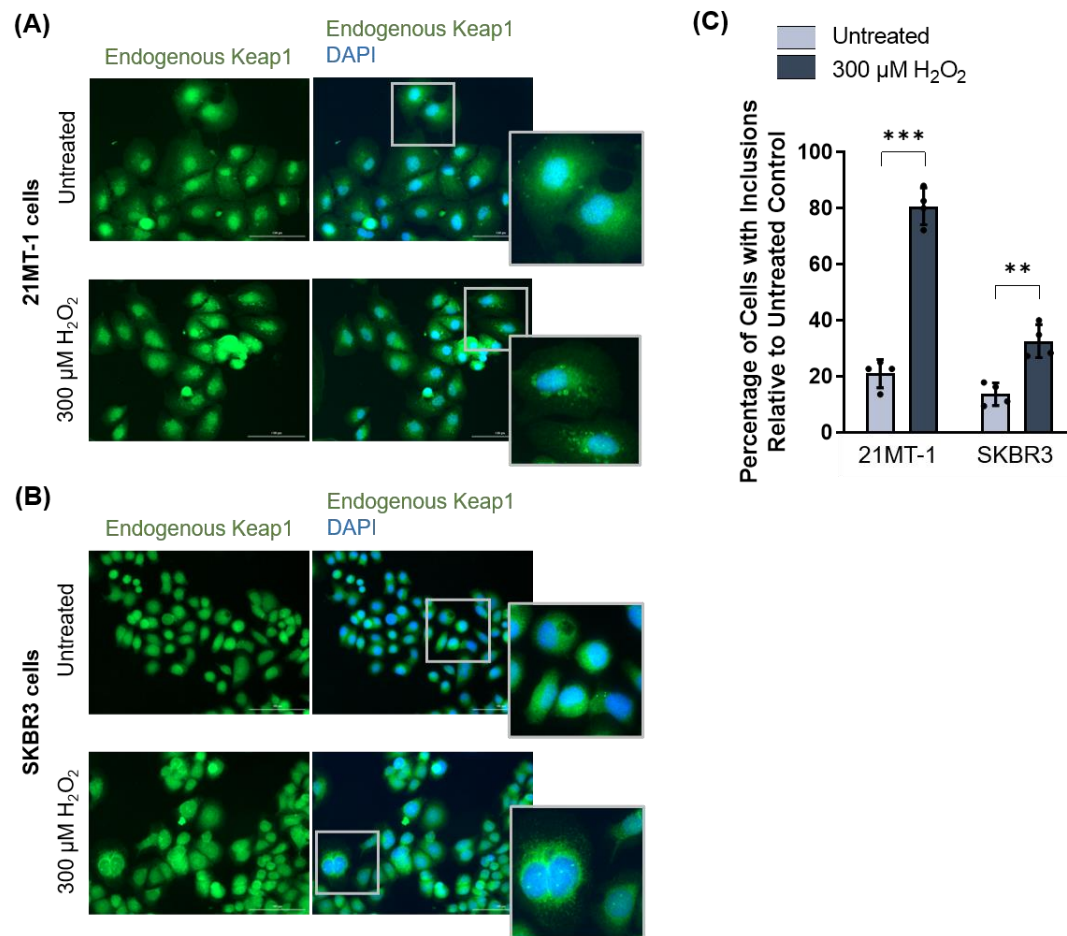 (A)
Endogenous Keap1
Endogenous Keap1
DAPI
21MT-1 cells
Untreated
300 µM H₂O₂
(B)
Endogenous Keap1
Endogenous Keap1
DAPI
SKBR3 cells
Untreated
300 µM H₂O₂
(C)
Untreated
300 µM H₂O₂
Percentage of Cells with Inclusions
Relative to Untreated Control
100
80
60
40
20
0
***
**
21MT-1
SKBR3